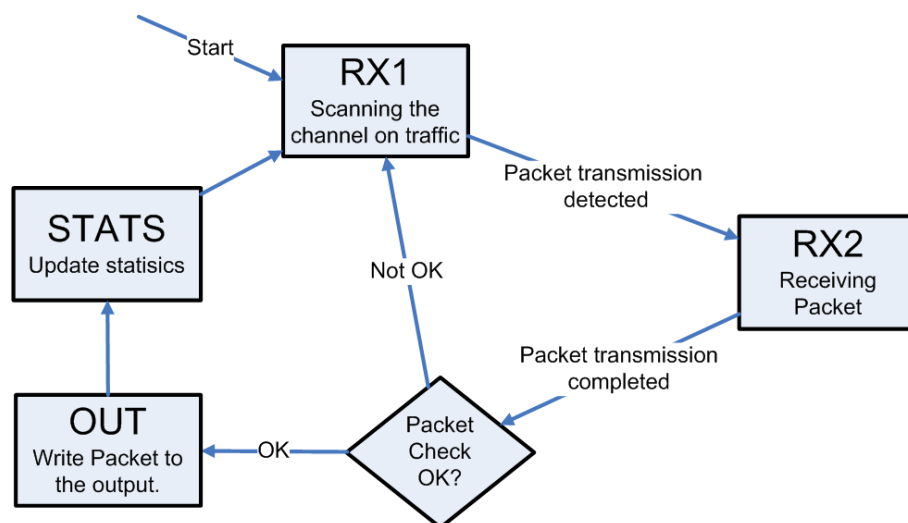 Start
RX1
Scanning the
channel on traffic
Packet transmission
detected
STATS
Update statisics
RX2
Receiving
Packet
Not OK
Packet transmission
completed
OUT
Write Packet to
the output.
OK
Packet
Check
OK?